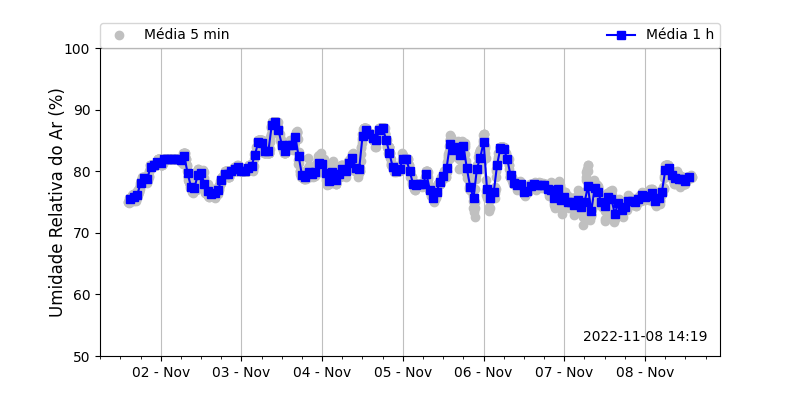 Média 5 min
Média 1 h
Umidade Relativa do Ar (%)
100
90
80
70
60
50
2022-11-08 14:19
02 - Nov
03 - Nov
04 - Nov
05 - Nov
06 - Nov
07 - Nov
08 - Nov